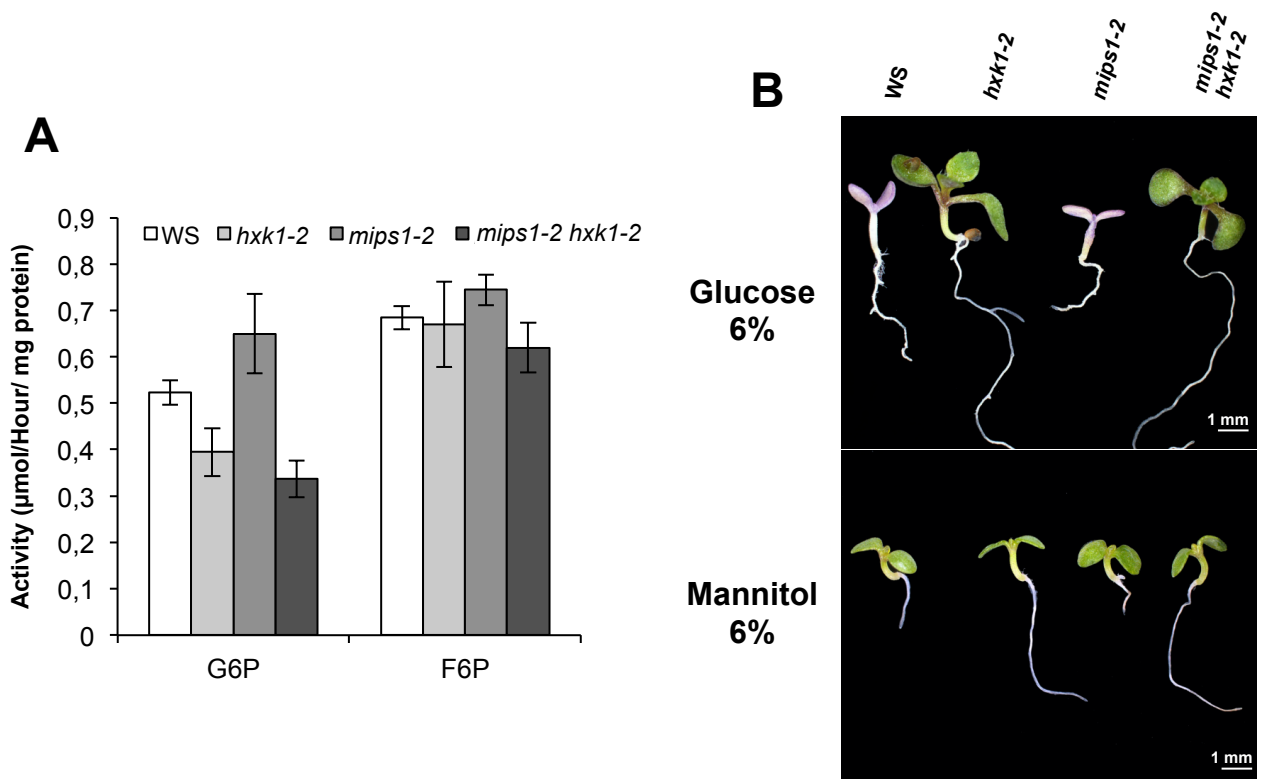 A
Activity (µmol/Hour/ mg protein)
0,9
0,8
0,7
0,6
0,5
0,4
0,3
0,2
0,1
0
WS hxk1-2 mips1-2 mips1-2 hxk1-2
G6P F6P
B
WS
hxk1-2
mips1-2
mips1-2
hxk1-2
Glucose
6%
1 mm
Mannitol
6%
1 mm